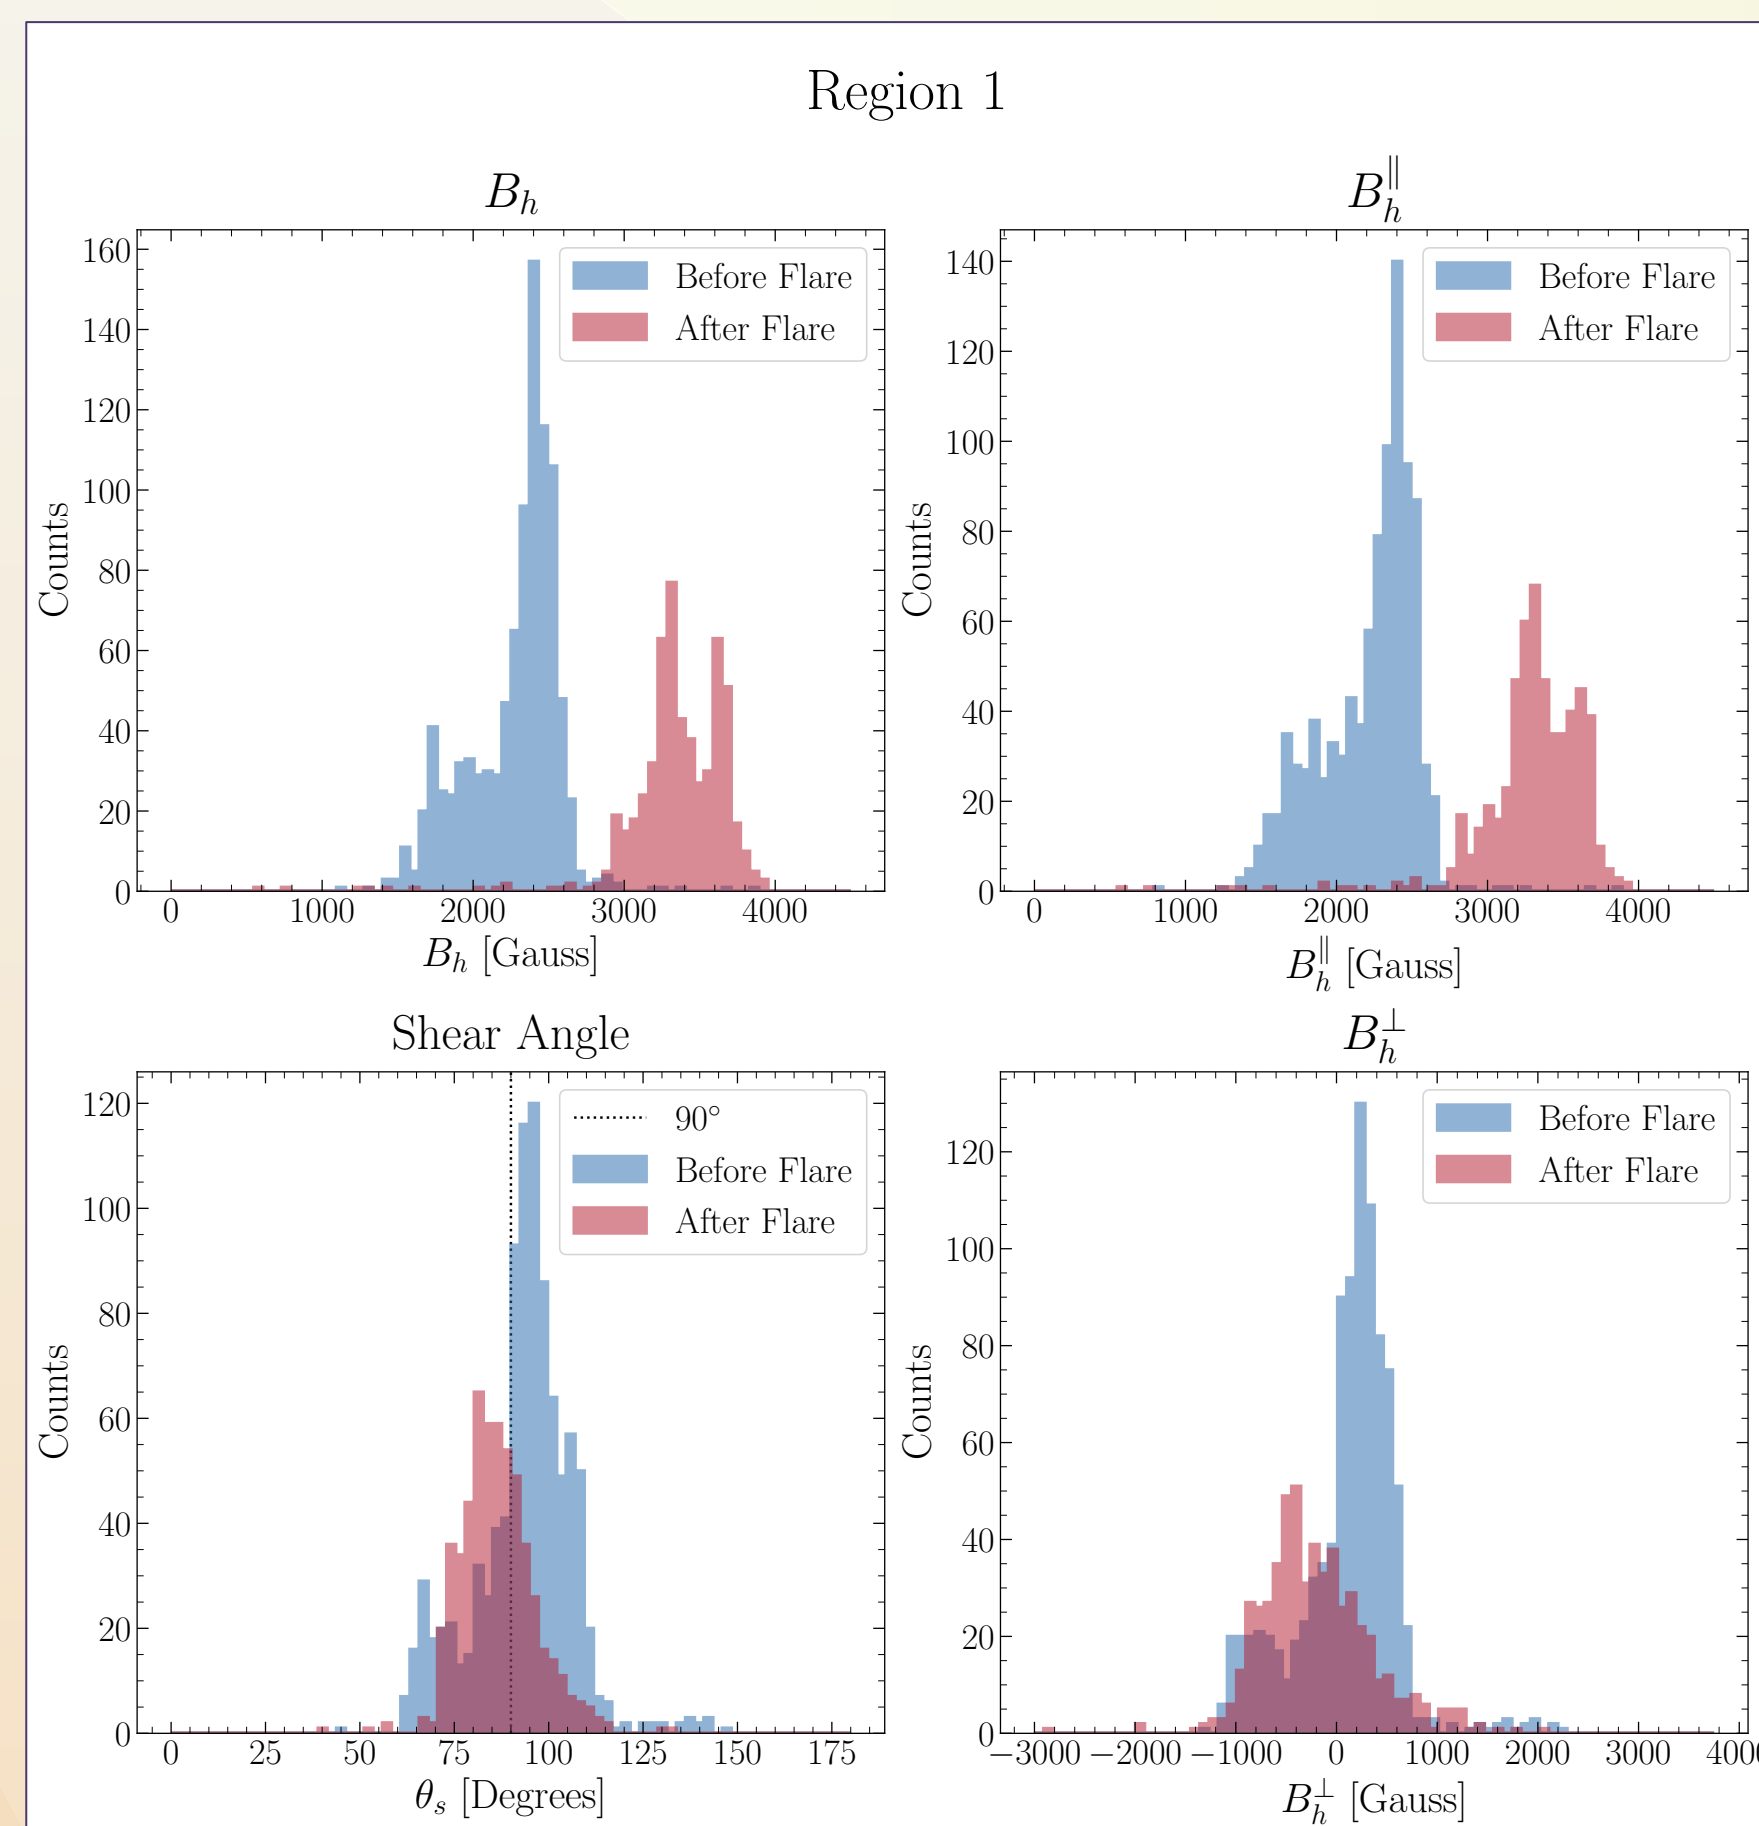 Region 1
B_h
160
140
120
100
80
60
40
20
0
Counts
Before Flare
After Flare
0 1000 2000 3000 4000
B_h [Gauss]
B_h^∥
140
120
100
80
60
40
20
0
Counts
Before Flare
After Flare
0 1000 2000 3000 4000
B_h^∥ [Gauss]
Shear Angle
120
100
80
60
40
20
0
Counts
90°
Before Flare
After Flare
0 25 50 75 100 125 150 175
θ_s [Degrees]
B_h^⊥
120
100
80
60
40
20
0
Counts
Before Flare
After Flare
−3000 −2000 −1000 0 1000 2000 3000 4000
B_h^⊥ [Gauss]